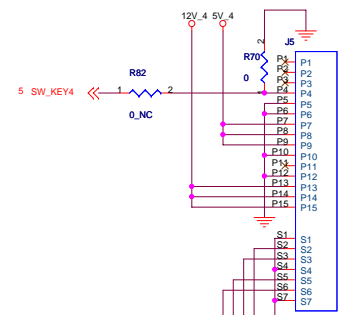 12V_4 5V_4
2
J5
R70
0
R82
5 SW_KEY4 1 2
0_NC
P1 P1
P2 P2
P3 P3
P4 P4
P5 P5
P6 P6
P7 P7
P8 P8
P9 P9
P10 P10
P11 P11
P12 P12
P13 P13
P14 P14
P15 P15
S1 S1
S2 S2
S3 S3
S4 S4
S5 S5
S6 S6
S7 S7